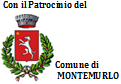 Con il Patrocinio del
Comune di
MONTEMURLO